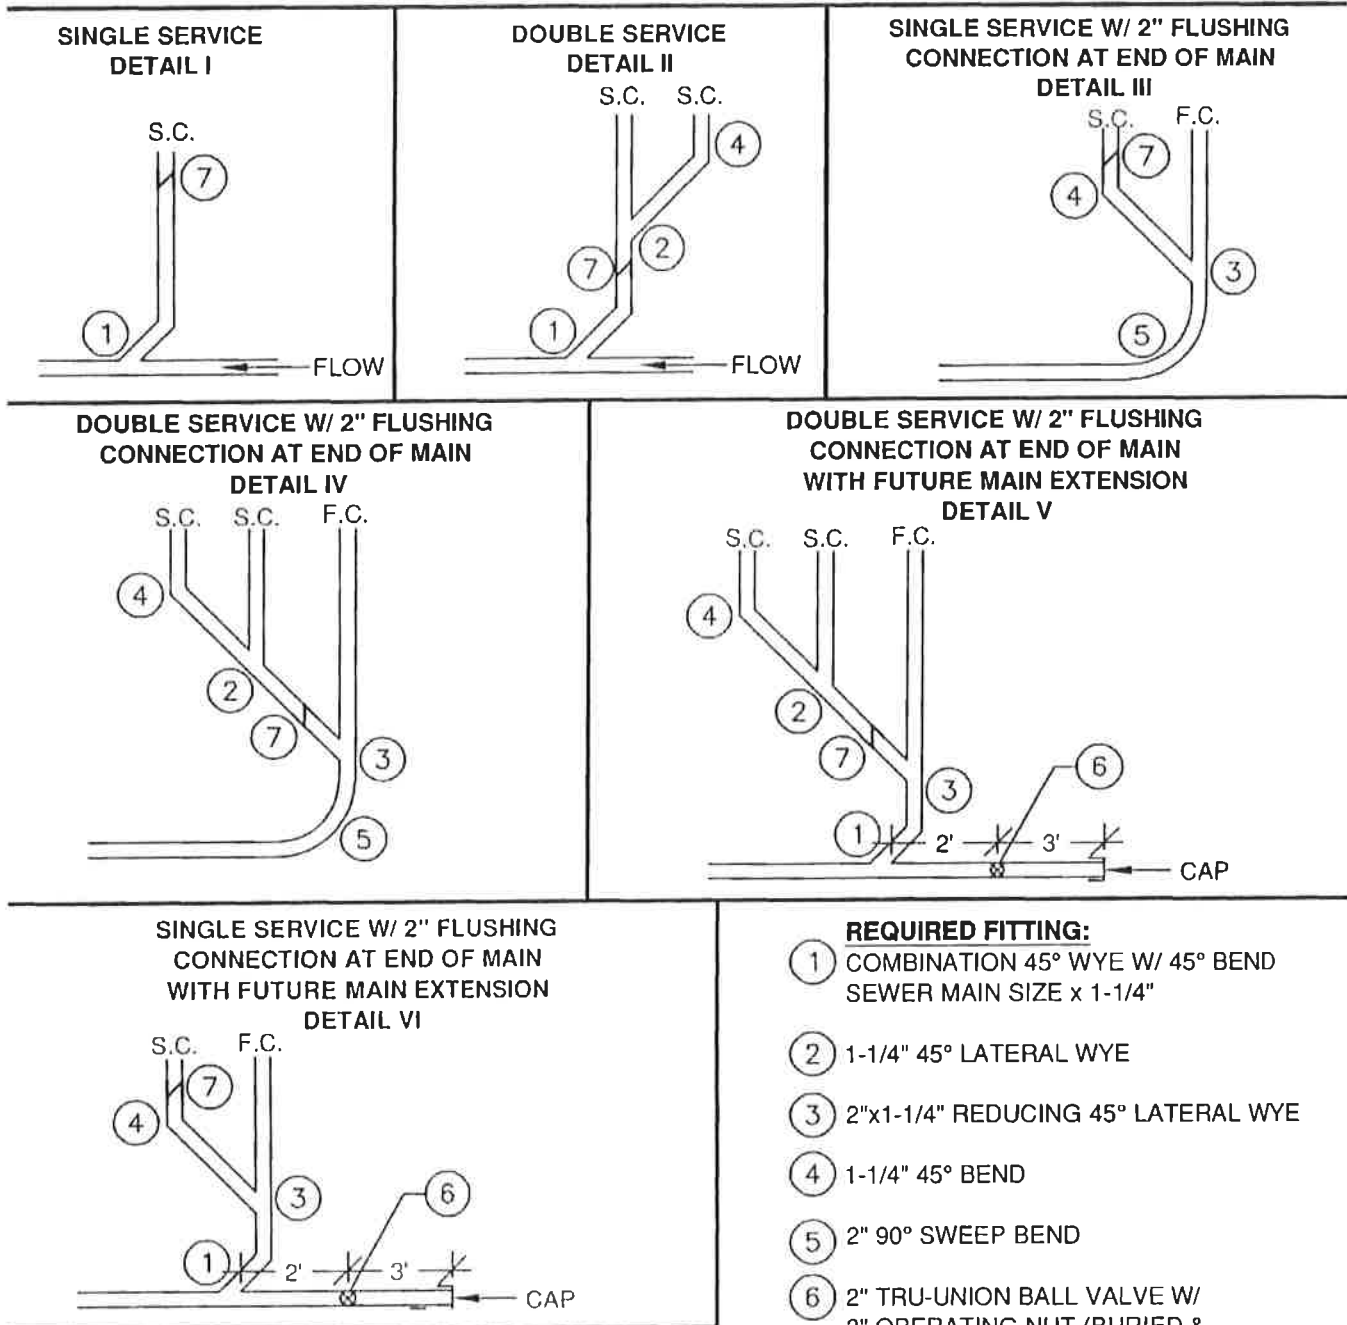 SINGLE SERVICE
DETAIL I
S.C.
7
1
FLOW
DOUBLE SERVICE
DETAIL II
S.C. S.C.
4
2
7
1
FLOW
SINGLE SERVICE W/ 2" FLUSHING
CONNECTION AT END OF MAIN
DETAIL III
S.C. F.C.
7
4
3
5
DOUBLE SERVICE W/ 2" FLUSHING
CONNECTION AT END OF MAIN
DETAIL IV
S.C. S.C. F.C.
4
2
7
3
5
DOUBLE SERVICE W/ 2" FLUSHING
CONNECTION AT END OF MAIN
WITH FUTURE MAIN EXTENSION
DETAIL V
S.C. S.C. F.C.
4
2
7
6
3
1 2' 3'
CAP
SINGLE SERVICE W/ 2" FLUSHING
CONNECTION AT END OF MAIN
WITH FUTURE MAIN EXTENSION
DETAIL VI
S.C. F.C.
7
4
3
6
1 2' 3'
CAP
REQUIRED FITTING:
1 COMBINATION 45° WYE W/ 45° BEND
SEWER MAIN SIZE x 1-1/4"
2 1-1/4" 45° LATERAL WYE
3 2"x1-1/4" REDUCING 45° LATERAL WYE
4 1-1/4" 45° BEND
5 2" 90° SWEEP BEND
6 2" TRU-UNION BALL VALVE W/
2" OPERATING NUT (BURIED &